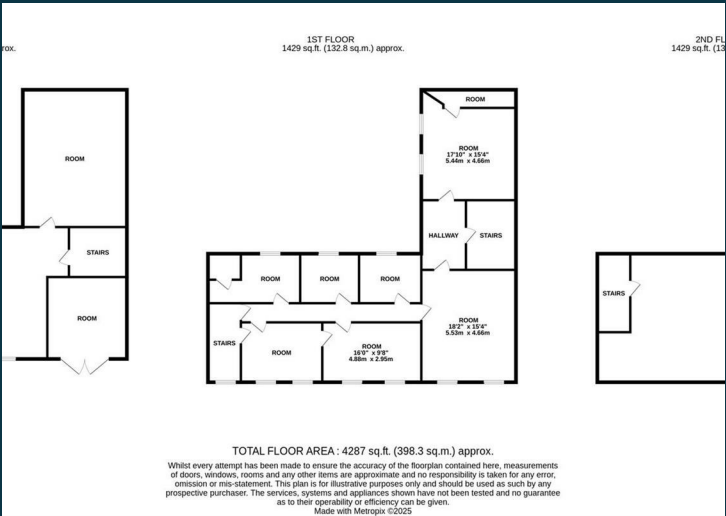 rox.
1ST FLOOR
1429 sq.ft. (132.8 sq.m.) approx.
2ND FL
1429 sq.ft. (13
ROOM
STAIRS
ROOM
ROOM
ROOM
17'10" x 15'4"
5.44m x 4.66m
HALLWAY
STAIRS
ROOM
ROOM
ROOM
ROOM
18'2" x 15'4"
5.53m x 4.66m
STAIRS
ROOM
ROOM
16'0" x 9'8"
4.88m x 2.95m
STAIRS
TOTAL FLOOR AREA : 4287 sq.ft. (398.3 sq.m.) approx.
Whilst every attempt has been made to ensure the accuracy of the floorplan contained here, measurements
of doors, windows, rooms and any other items are approximate and no responsibility is taken for any error,
omission or mis-statement. This plan is for illustrative purposes only and should be used as such by any
prospective purchaser. The services, systems and appliances shown have not been tested and no guarantee
as to their operability or efficiency can be given.
Made with Metropix ©2025